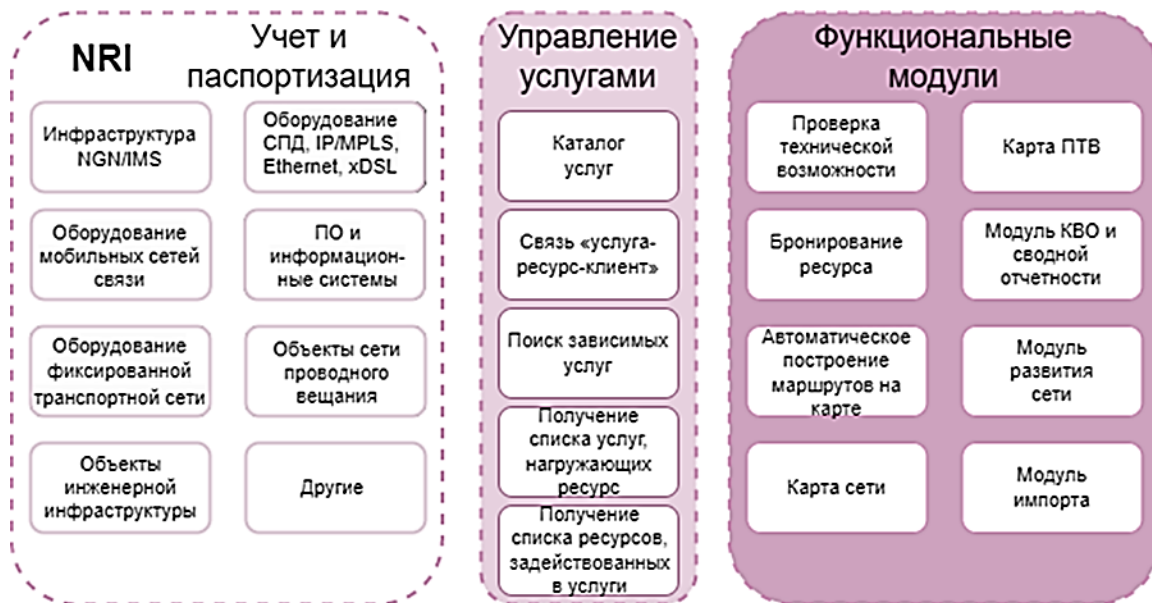 NRI
Учет и
паспортизация
Инфраструктура
NGN/IMS
Оборудование
СПД, IP/MPLS,
Ethernet, xDSL
Оборудование
мобильных сетей
связи
ПО и
информацион-
ные системы
Оборудование
фиксированной
транспортной сети
Объекты сети
проводного
вещания
Объекты
инженерной
инфраструктуры
Другие
Управление
услугами
Каталог
услуг
Связь «услуга-
ресурс-клиент»
Поиск зависимых
услуг
Получение
списка услуг,
нагружающих
ресурс
Получение
списка ресурсов,
задействованных
в услуги
Функциональные
модули
Проверка
технической
возможности
Карта ПТВ
Бронирование
ресурса
Модуль КВО и
сводной
отчетности
Автоматическое
построение
маршрутов на
карте
Модуль
развития
сети
Карта сети
Модуль
импорта